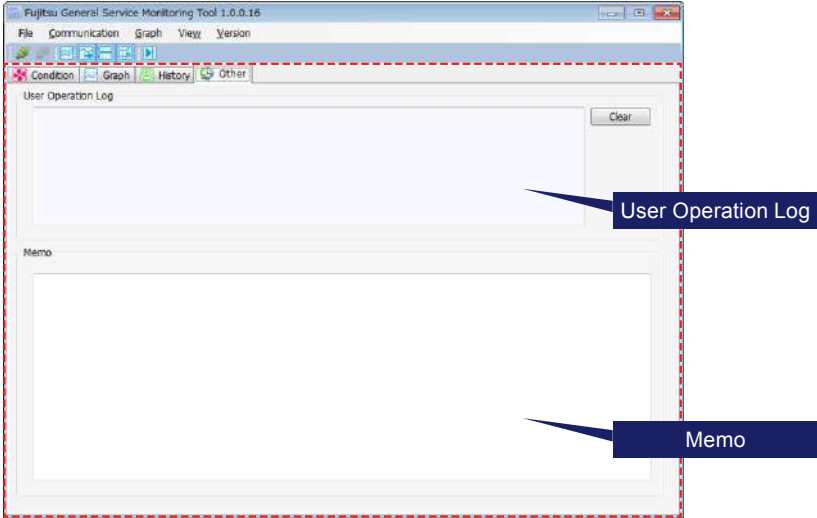 Fujitsu General Service Monitoring Tool 1.0.0.16
File Communication Graph View Version
Condition Graph History Other
User Operation Log
Clear
User Operation Log
Memo
Memo